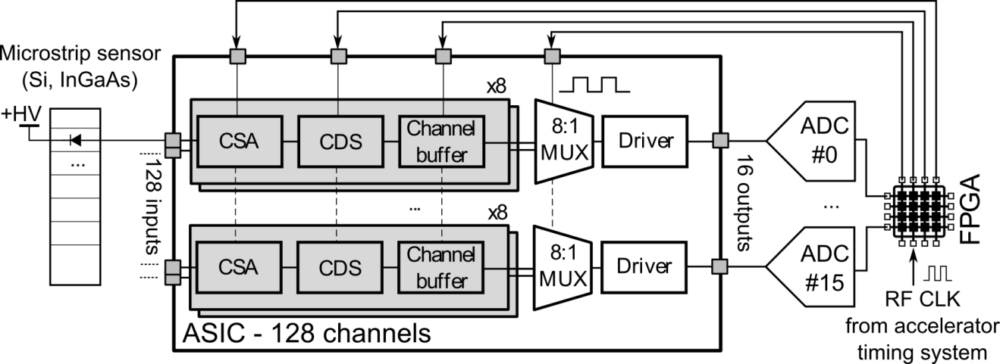 Microstrip sensor
(Si, InGaAs)
+HV
...
128 inputs
x8
CSA
CDS
Channel
buffer
8:1
MUX
Driver
...
x8
CSA
CDS
Channel
buffer
8:1
MUX
Driver
ASIC - 128 channels
16 outputs
ADC
#0
...
ADC
#15
FPGA
RF CLK
from accelerator
timing system